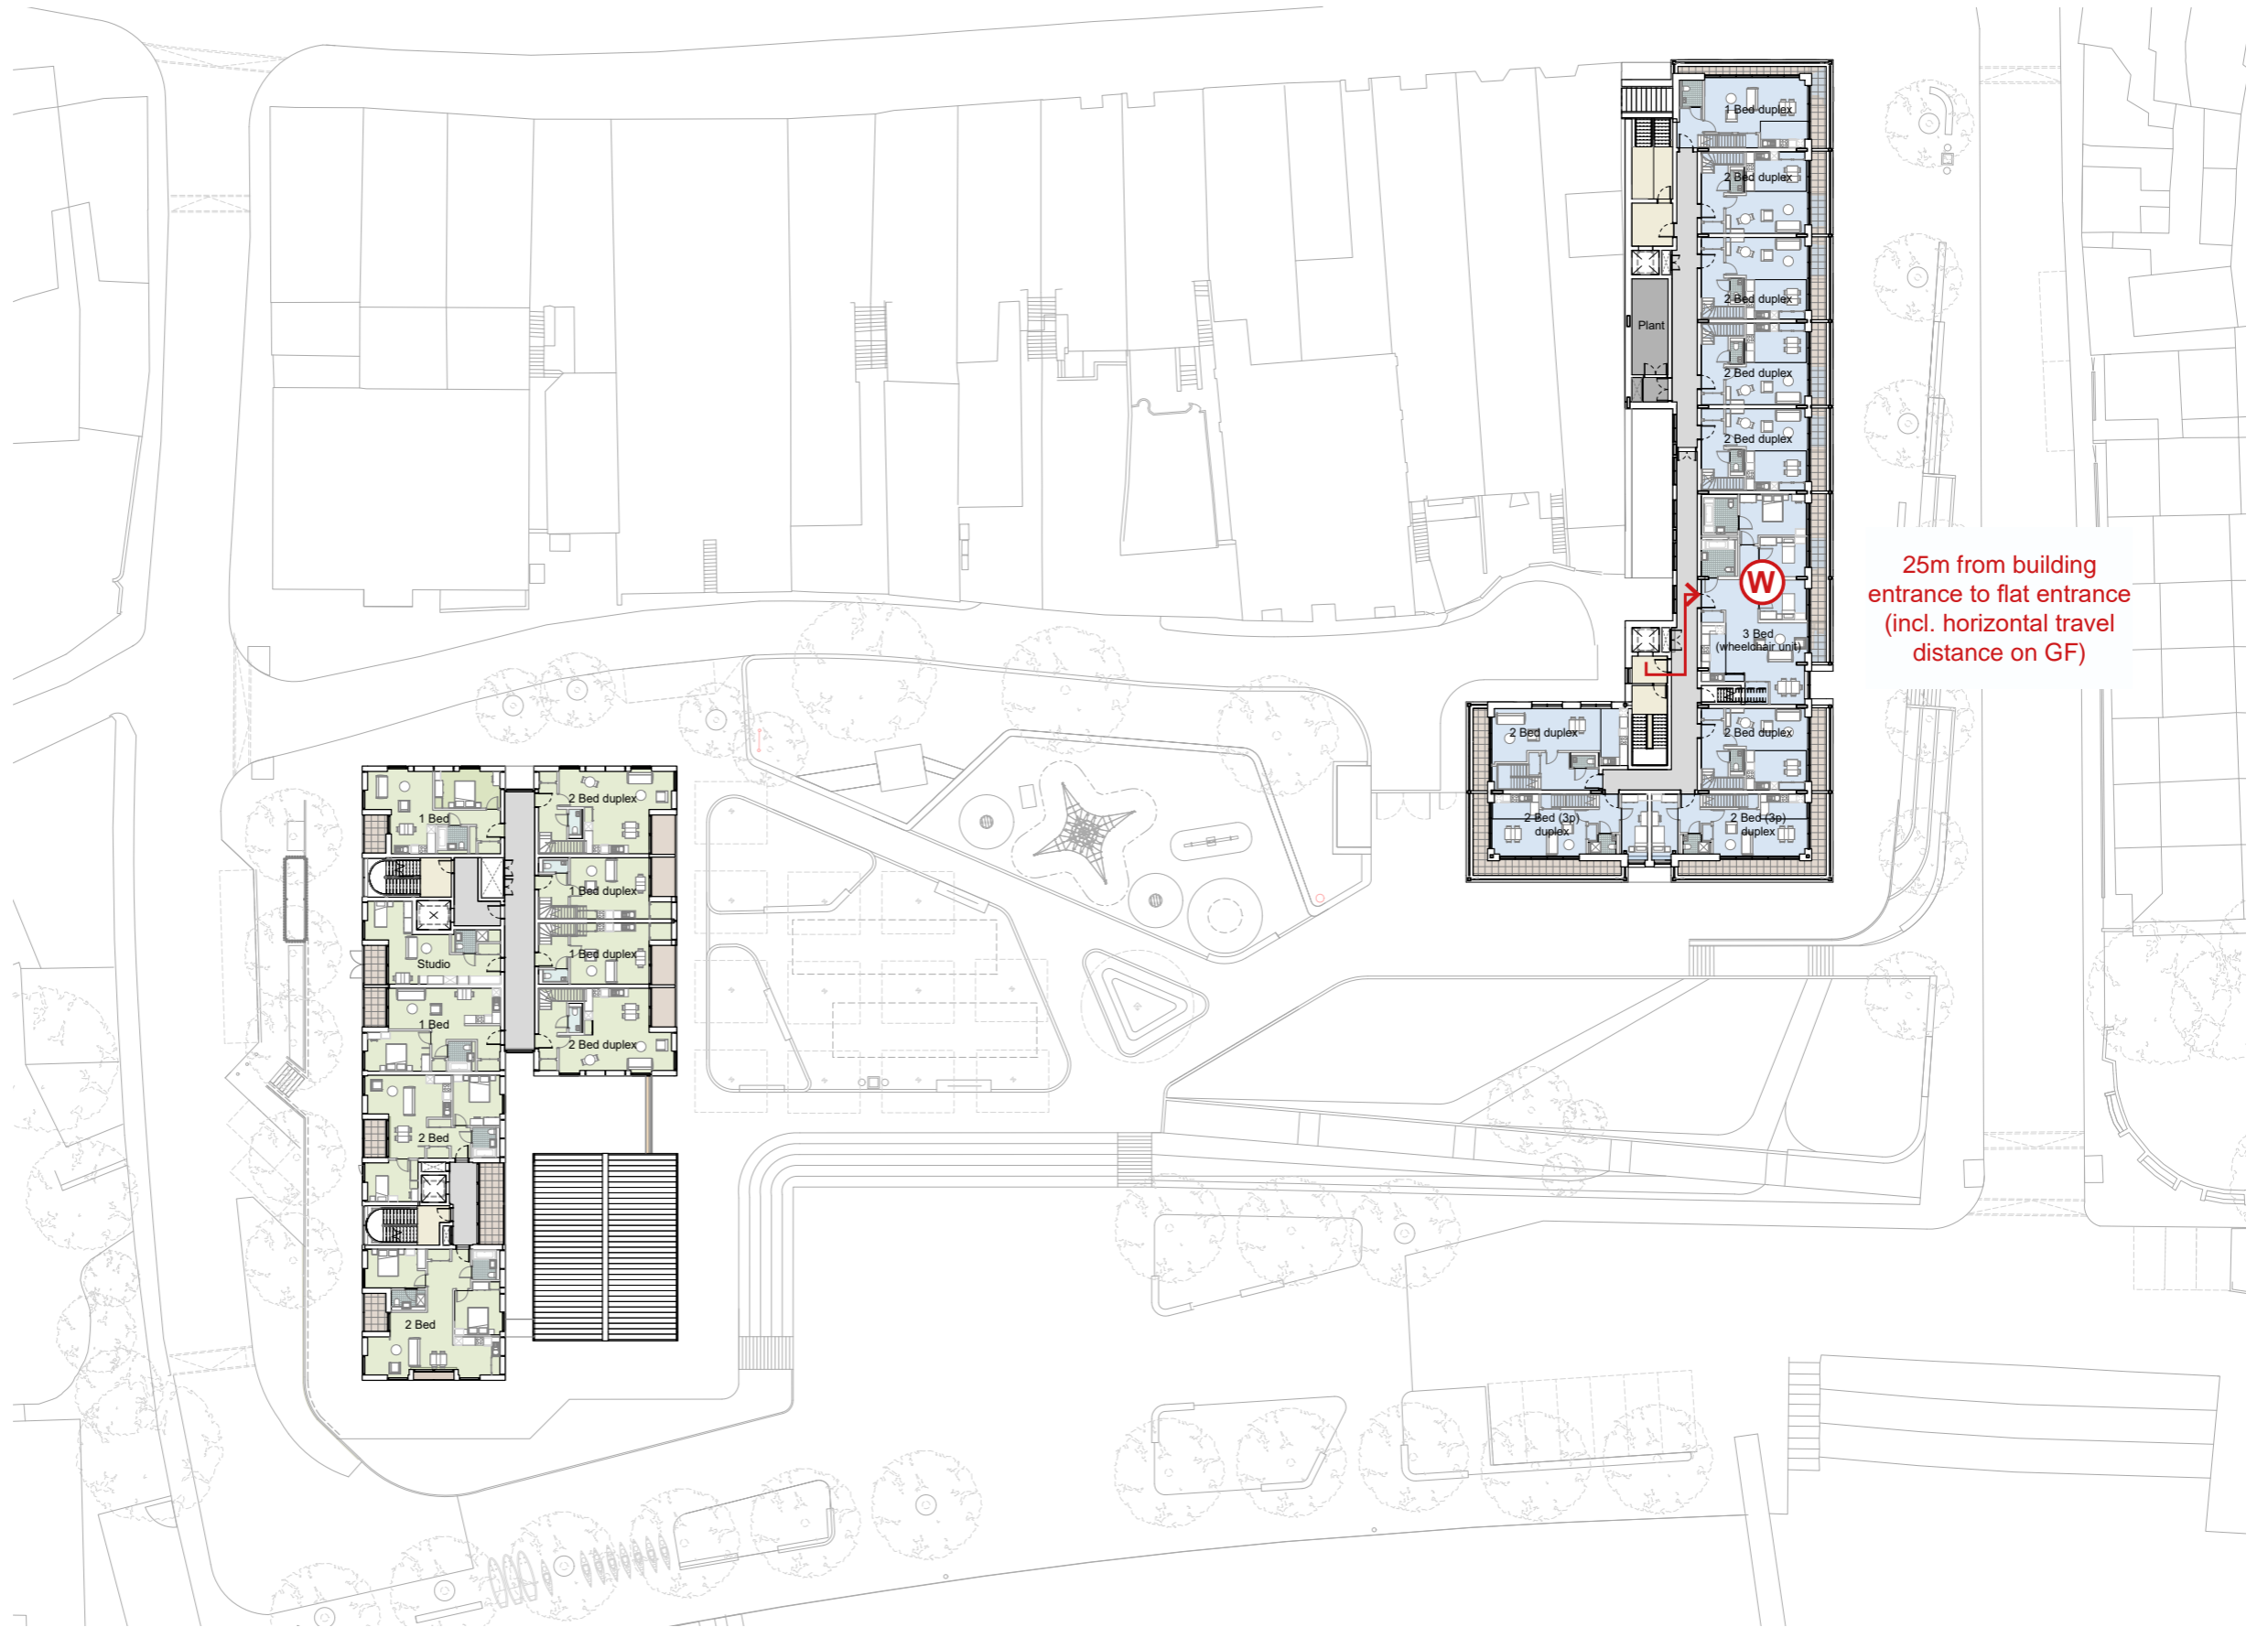 1 Bed duplex
2 Bed duplex
2 Bed duplex
Plant
2 Bed duplex
2 Bed duplex
W
25m from building
entrance to flat entrance
(incl. horizontal travel
distance on GF)
3 Bed
(wheelchair unit)
2 Bed duplex
2 Bed duplex
2 Bed (3p)
duplex
2 Bed (3p)
duplex
1 Bed
2 Bed duplex
1 Bed duplex
Studio
1 Bed duplex
1 Bed
2 Bed duplex
2 Bed
2 Bed